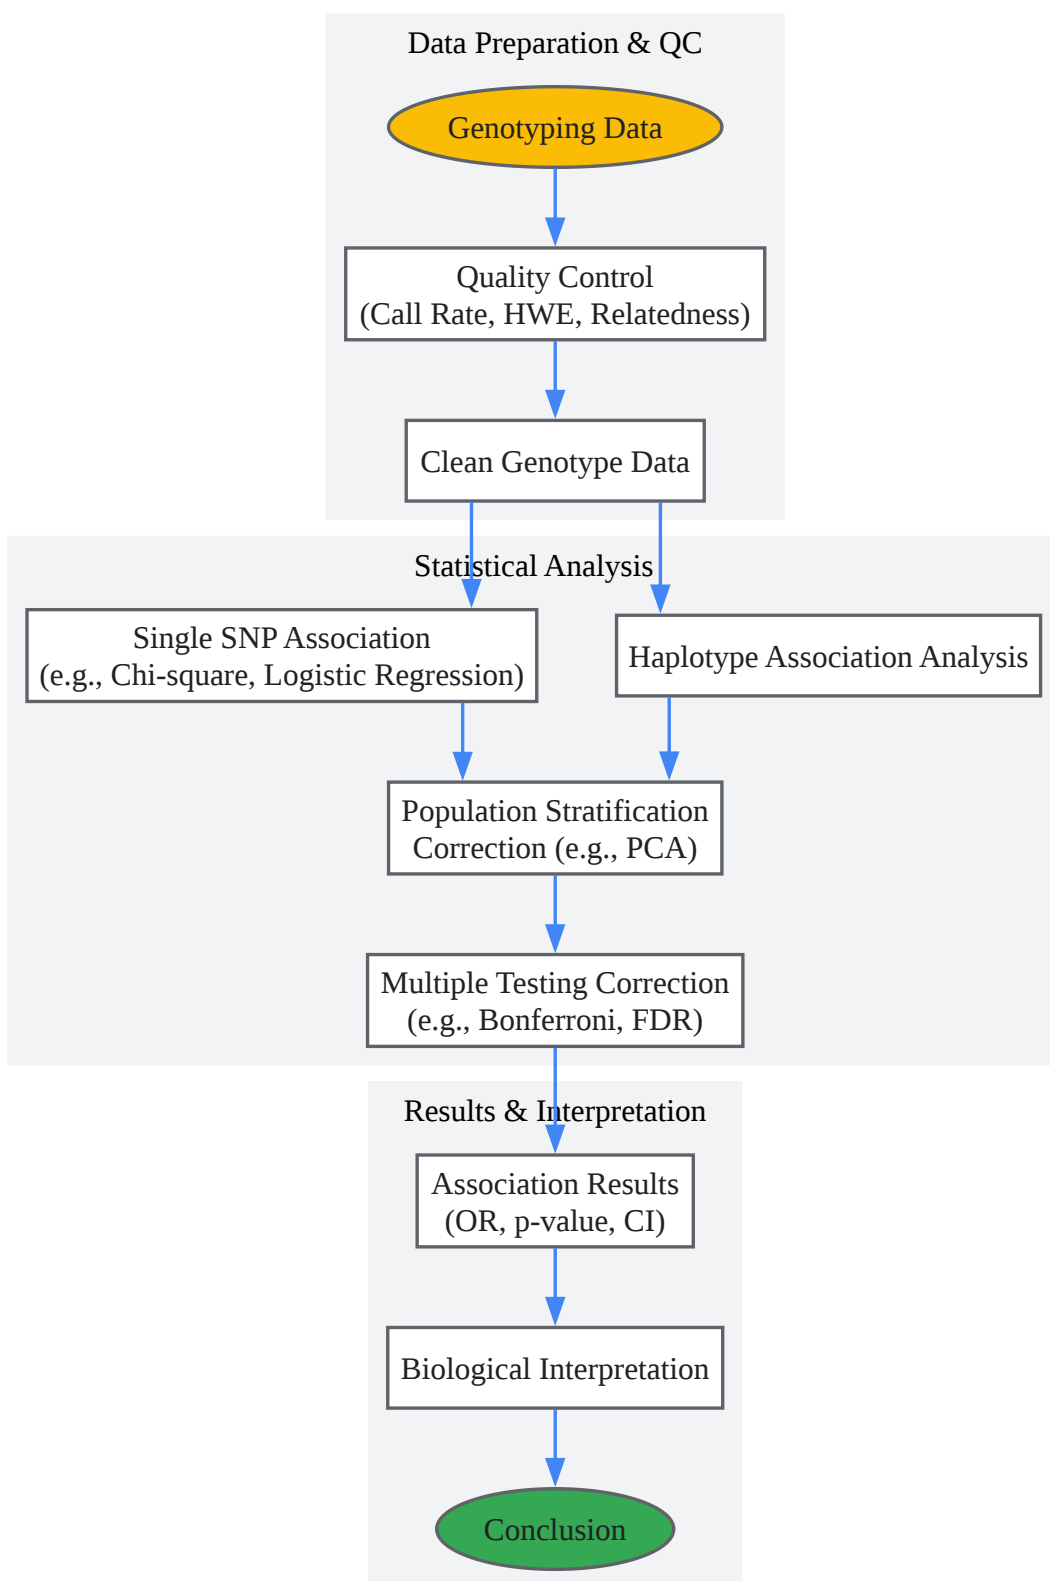 Data Preparation & QC
Genotyping Data
Quality Control
(Call Rate, HWE, Relatedness)
Clean Genotype Data
Statistical Analysis
Single SNP Association
(e.g., Chi-square, Logistic Regression)
Haplotype Association Analysis
Population Stratification
Correction (e.g., PCA)
Multiple Testing Correction
(e.g., Bonferroni, FDR)
Results & Interpretation
Association Results
(OR, p-value, CI)
Biological Interpretation
Conclusion